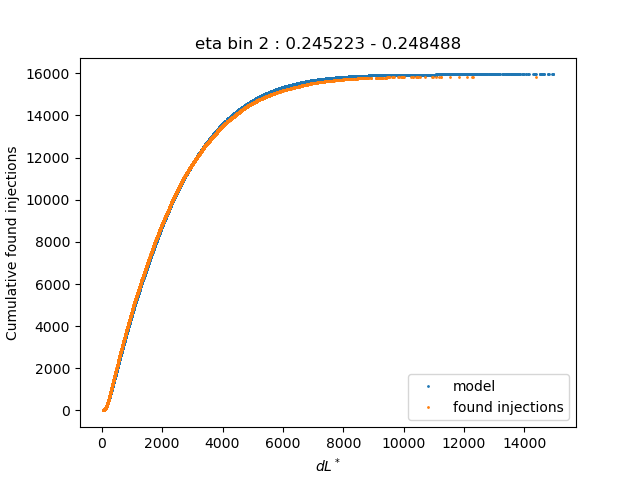 eta bin 2 : 0.245223 - 0.248488
16000
14000
12000
10000
8000
6000
4000
2000
0
Cumulative found injections
model
found injections
0 2000 4000 6000 8000 10000 12000 14000
dL*